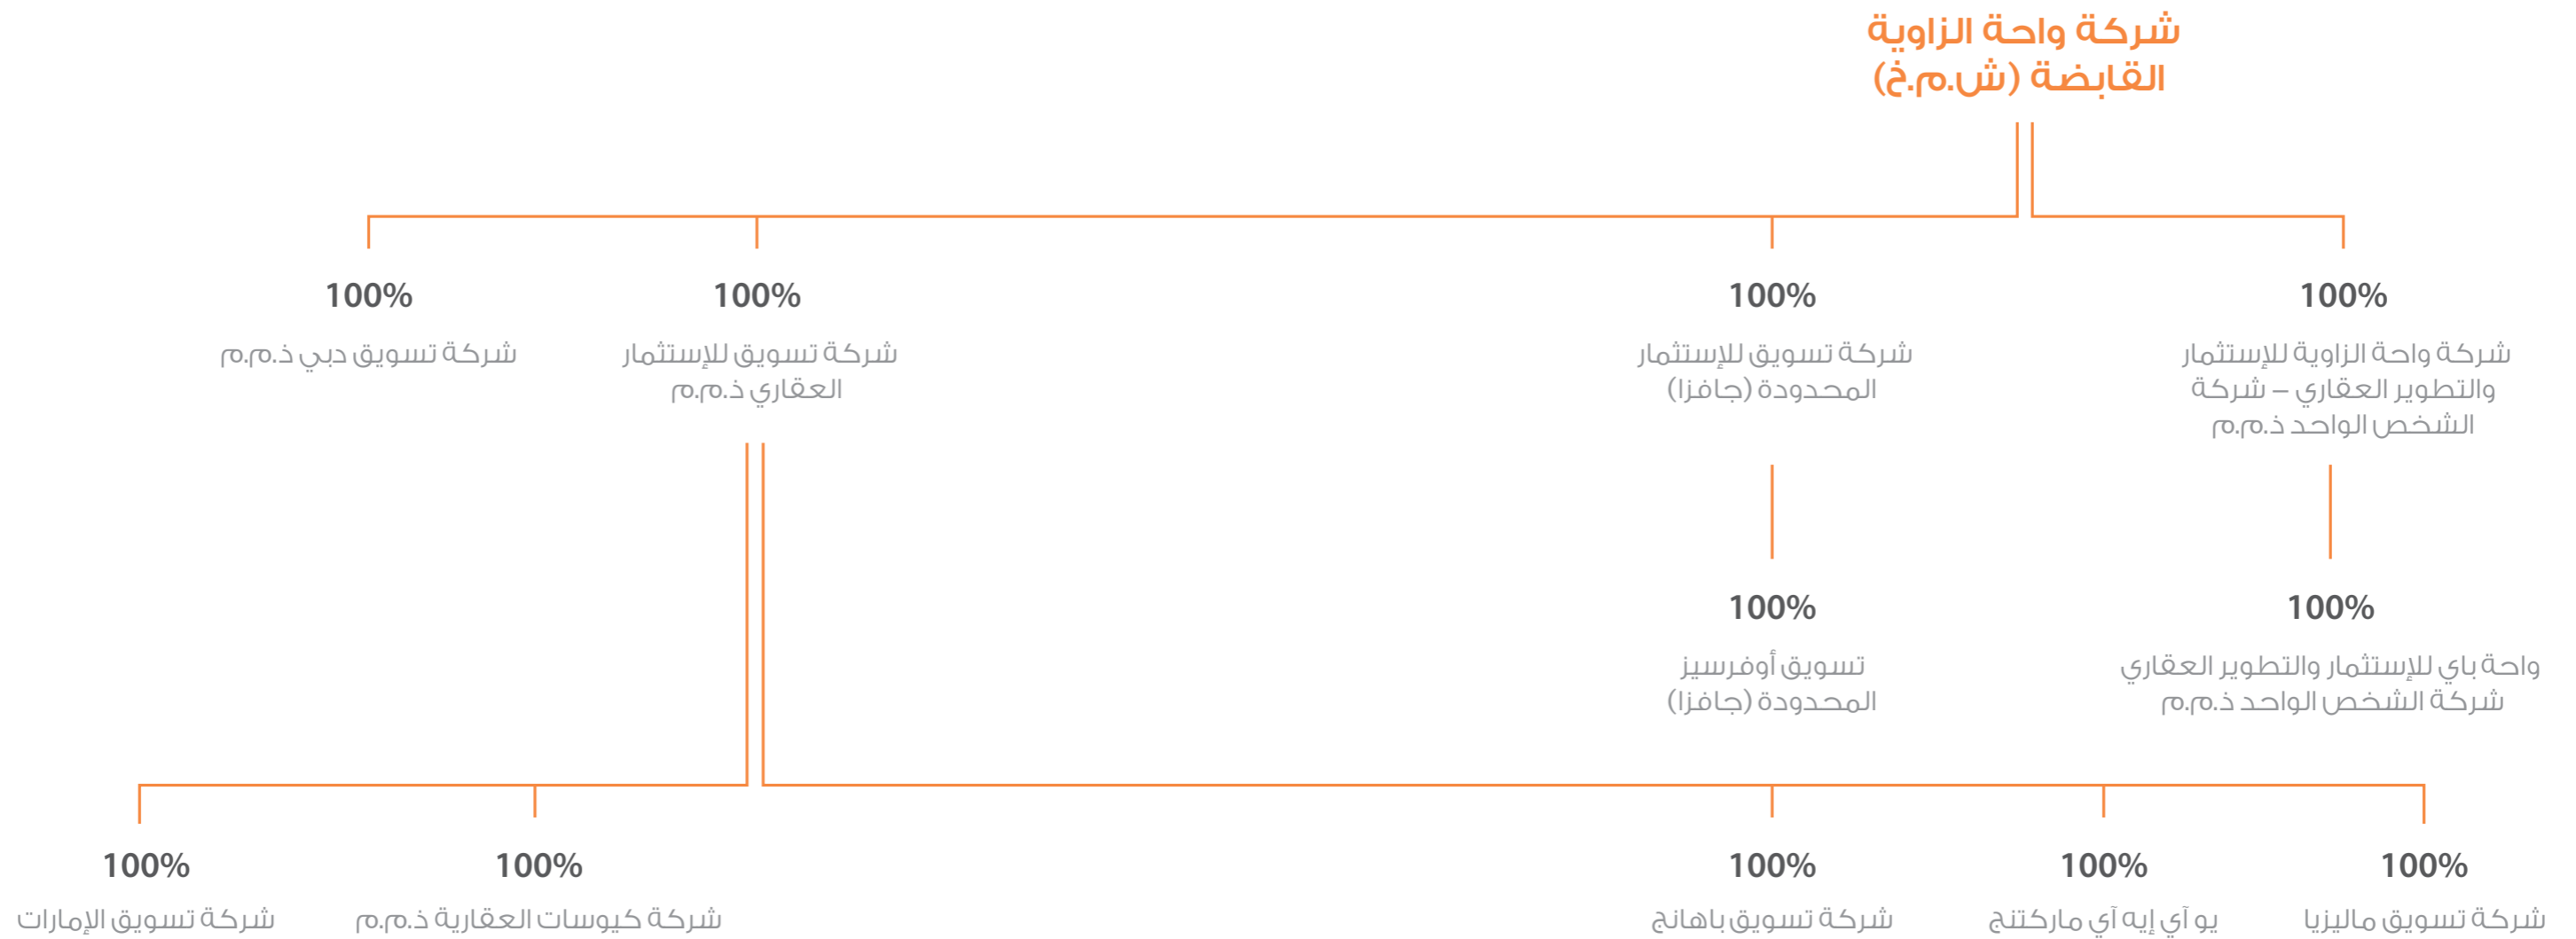 شركة واحة الزاوية
القابضة (ش.م.خ)
100%
شركة واحة الزاوية للإستثمار
والتطوير العقاري – شركة
الشخص الواحد ذ.م.م
100%
شركة تسويق للإستثمار
المحدودة (جافزا)
100%
شركة تسويق للإستثمار
العقاري ذ.م.م
100%
شركة تسويق دبي ذ.م.م
100%
واحة باي للإستثمار والتطوير العقاري
شركة الشخص الواحد ذ.م.م
100%
تسويق أوفرسيز
المحدودة (جافزا)
100%
شركة تسويق ماليزيا
100%
يو آي إيه آي ماركتنج
100%
شركة تسويق باهانج
100%
شركة كيوسات العقارية ذ.م.م
100%
شركة تسويق الإمارات